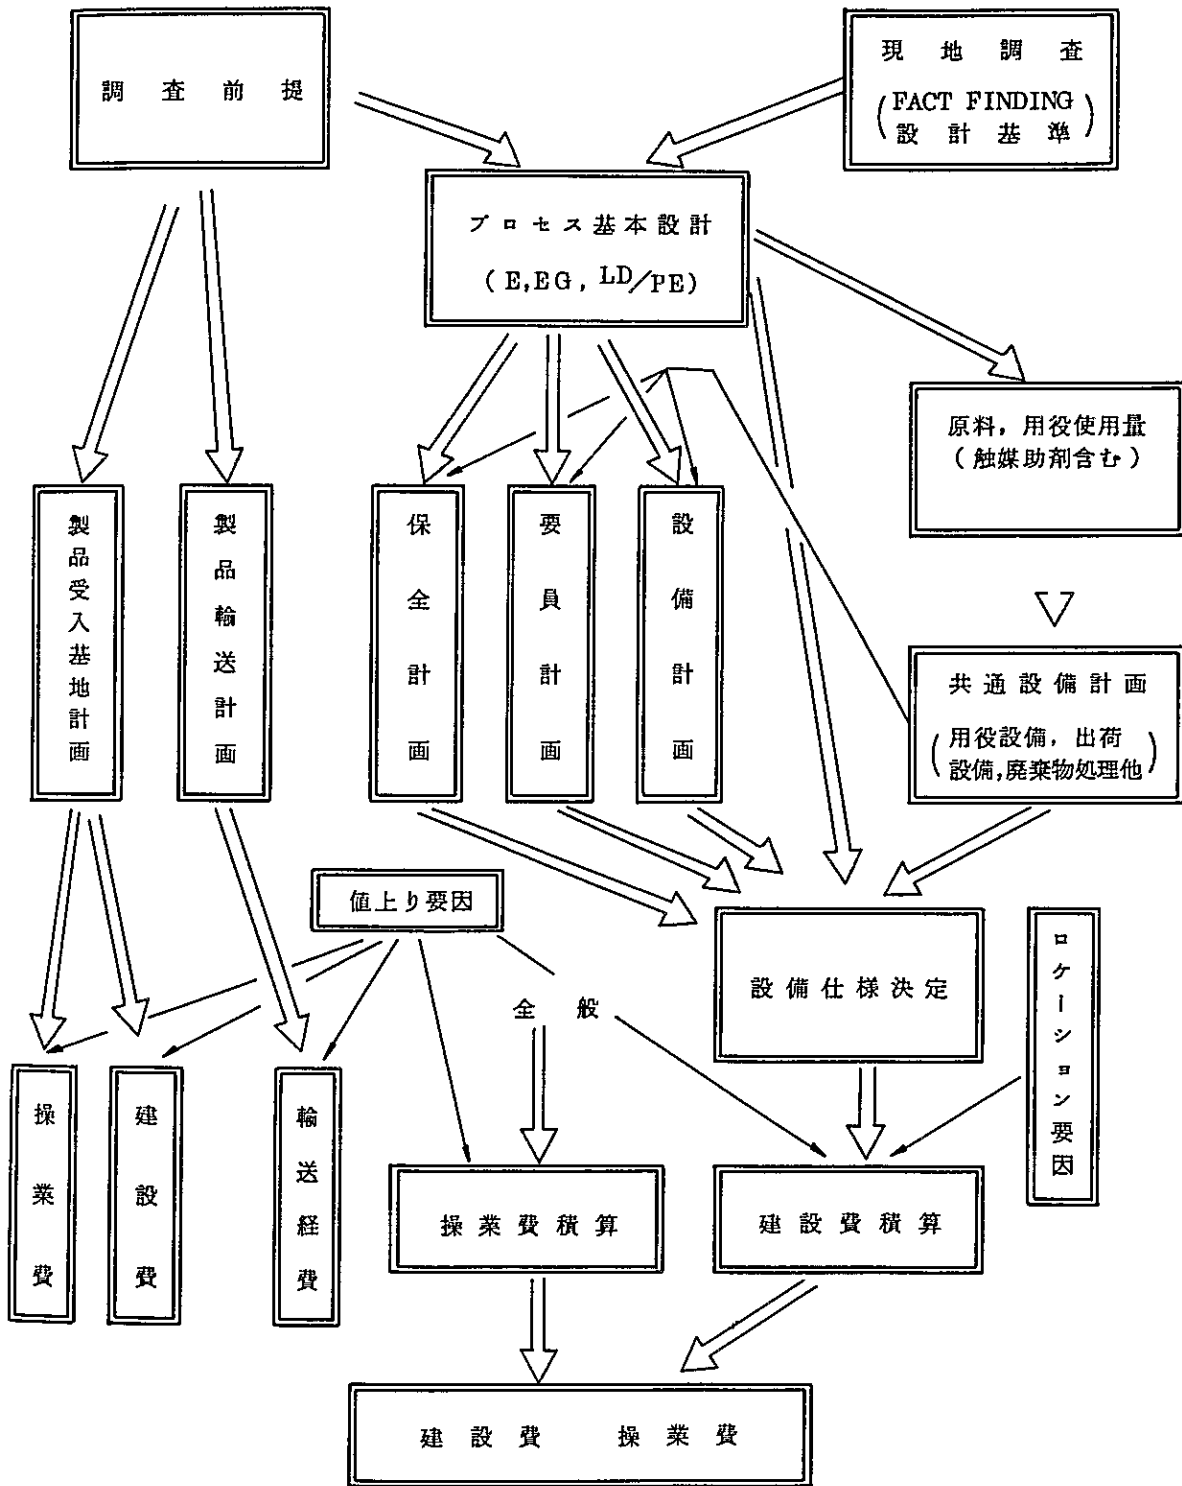 調査前提
現地調査
(FACT FINDING
設計基準)
プロセス基本設計
(E,EG, LD/PE)
原料,用役使用量
(触媒助剤含む)
製品受入基地計画
製品輸送計画
保全計画
要員計画
設備計画
共通設備計画
(用役設備,出荷
設備,廃棄物処理他)
値上り要因
全般
設備仕様決定
ロケーション要因
操業費
建設費
輸送経費
操業費積算
建設費積算
建設費 操業費